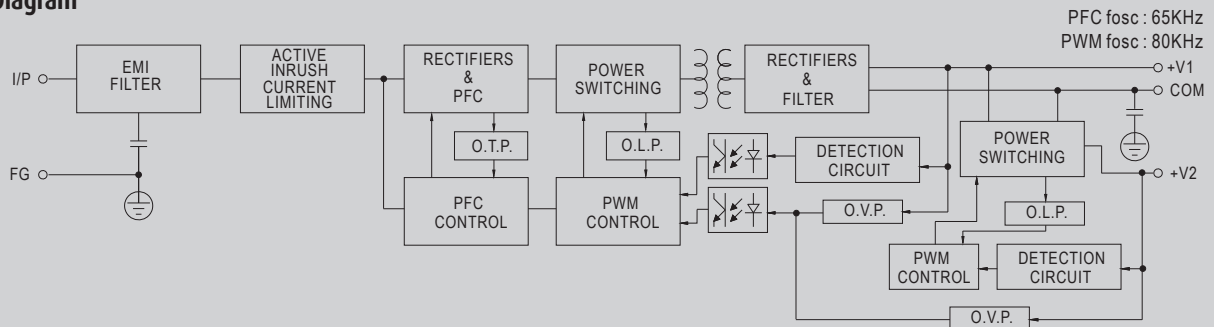 Diagram
PFC fosc : 65KHz
PWM fosc : 80KHz
I/P
EMI
FILTER
ACTIVE
INRUSH
CURRENT
LIMITING
RECTIFIERS
&
PFC
POWER
SWITCHING
RECTIFIERS
&
FILTER
+V1
COM
O.T.P.
O.L.P.
DETECTION
CIRCUIT
POWER
SWITCHING
FG
+V2
PFC
CONTROL
PWM
CONTROL
O.V.P.
O.L.P.
PWM
CONTROL
DETECTION
CIRCUIT
O.V.P.